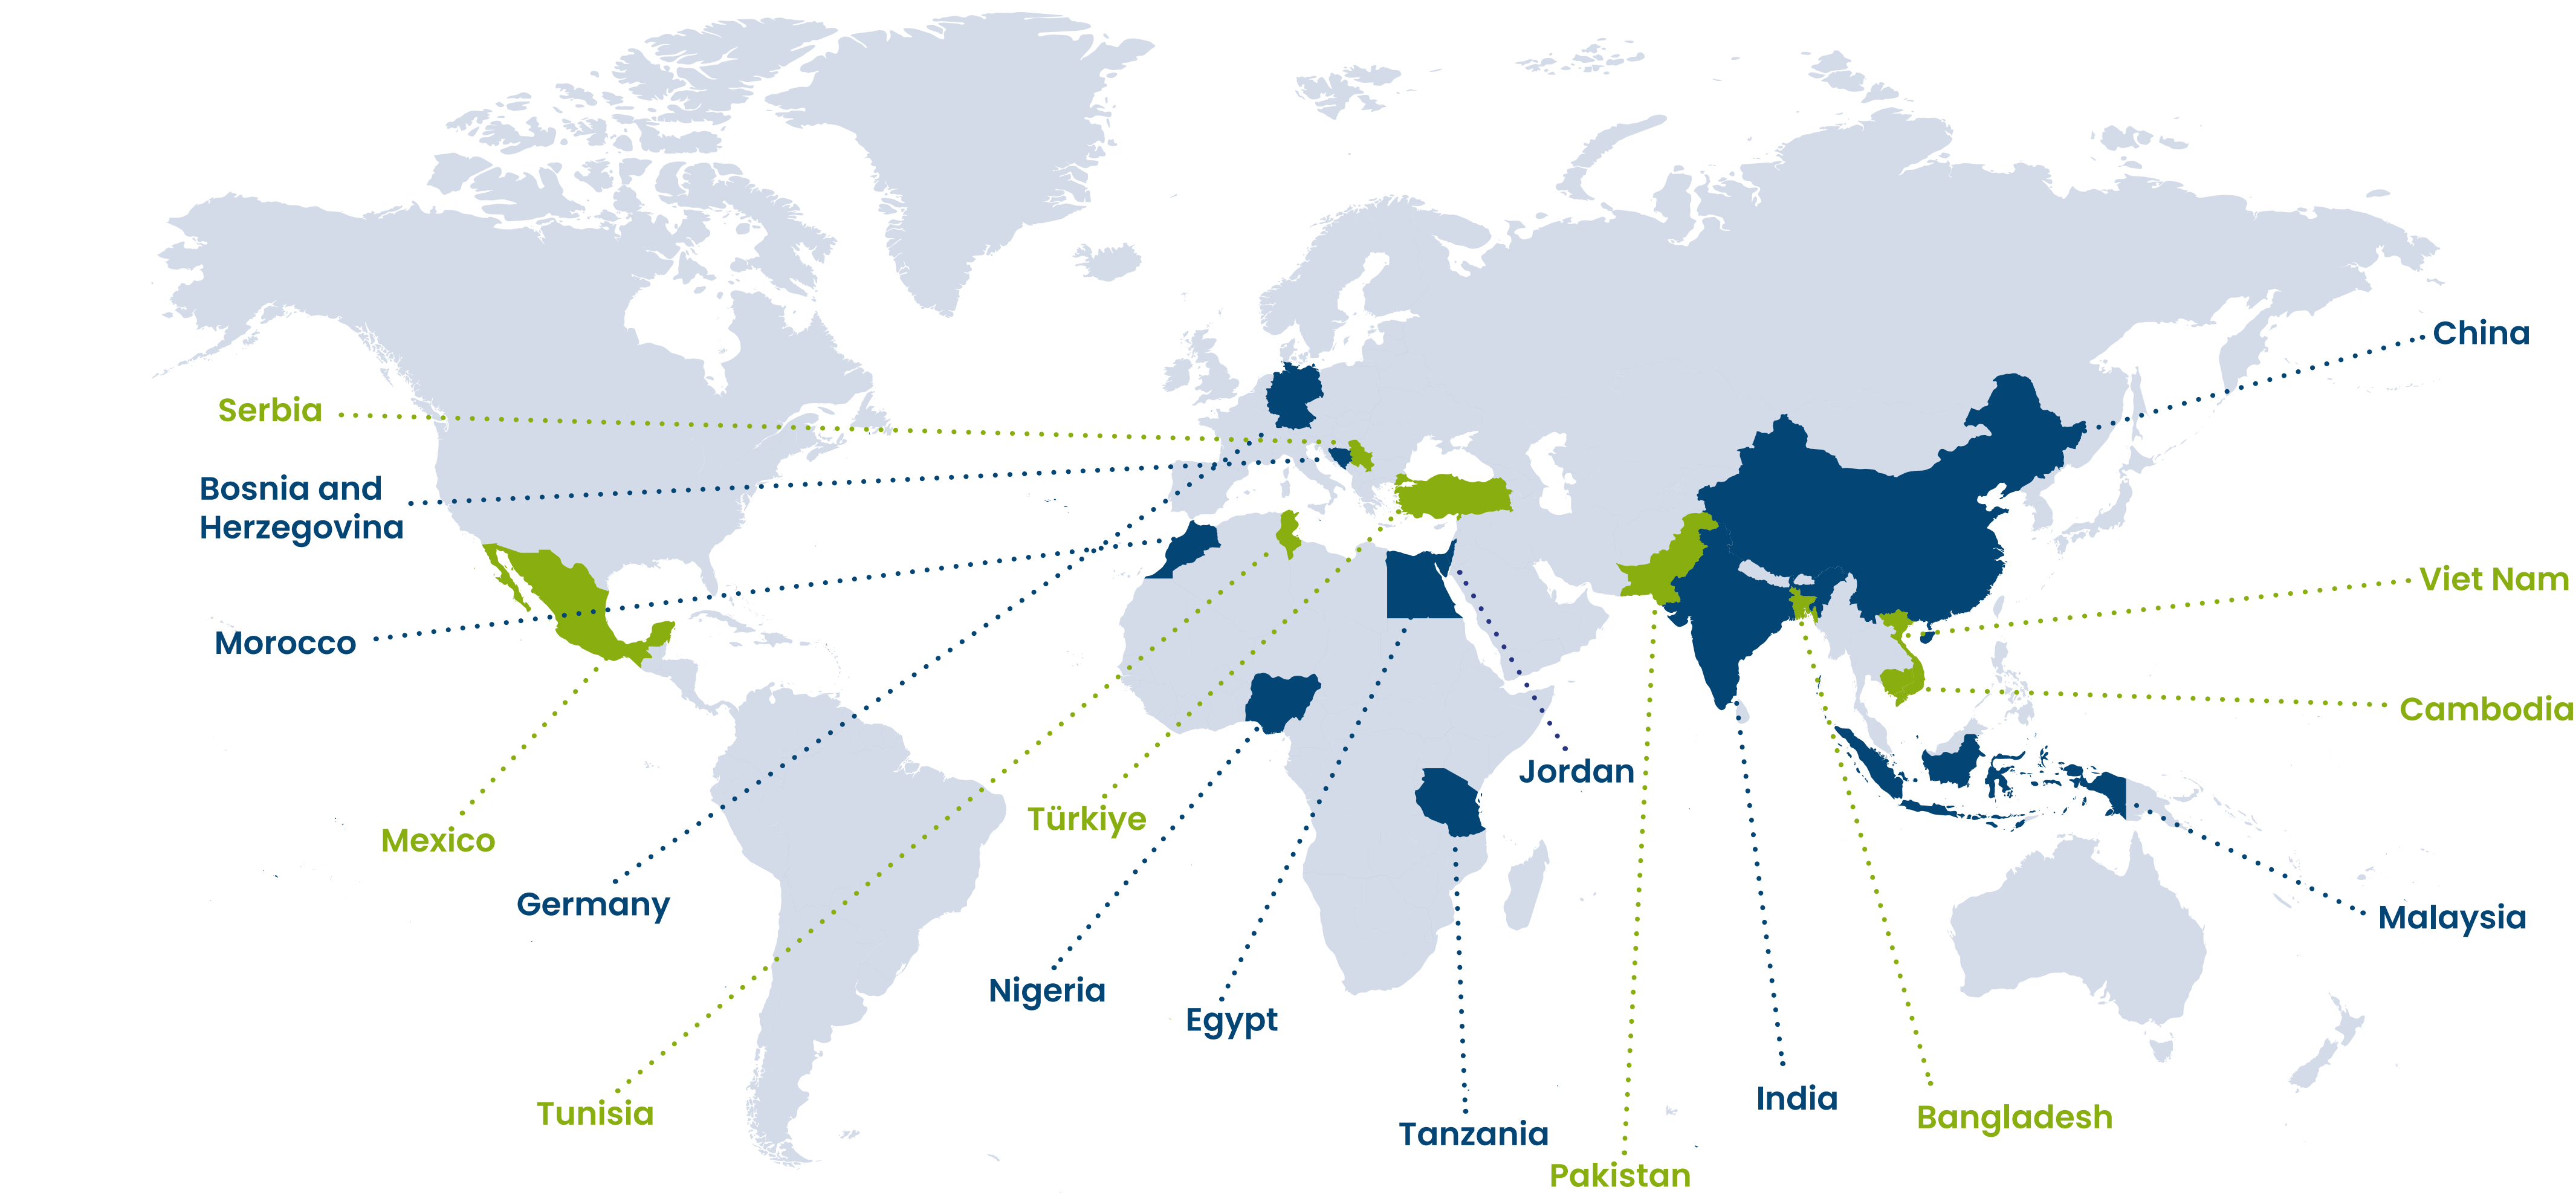 China
Serbia
Bosnia and
Herzegovina
Viet Nam
Morocco
Cambodia
Jordan
Türkiye
Mexico
Germany
Malaysia
Nigeria
Egypt
India
Tunisia
Bangladesh
Tanzania
Pakistan